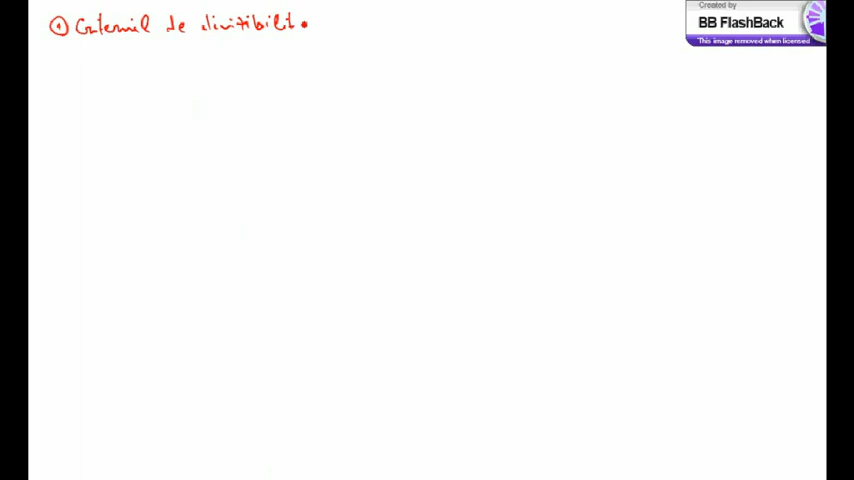 ① Criteriul de divizibilit
Created by
BB FlashBack
This image removed when licensed